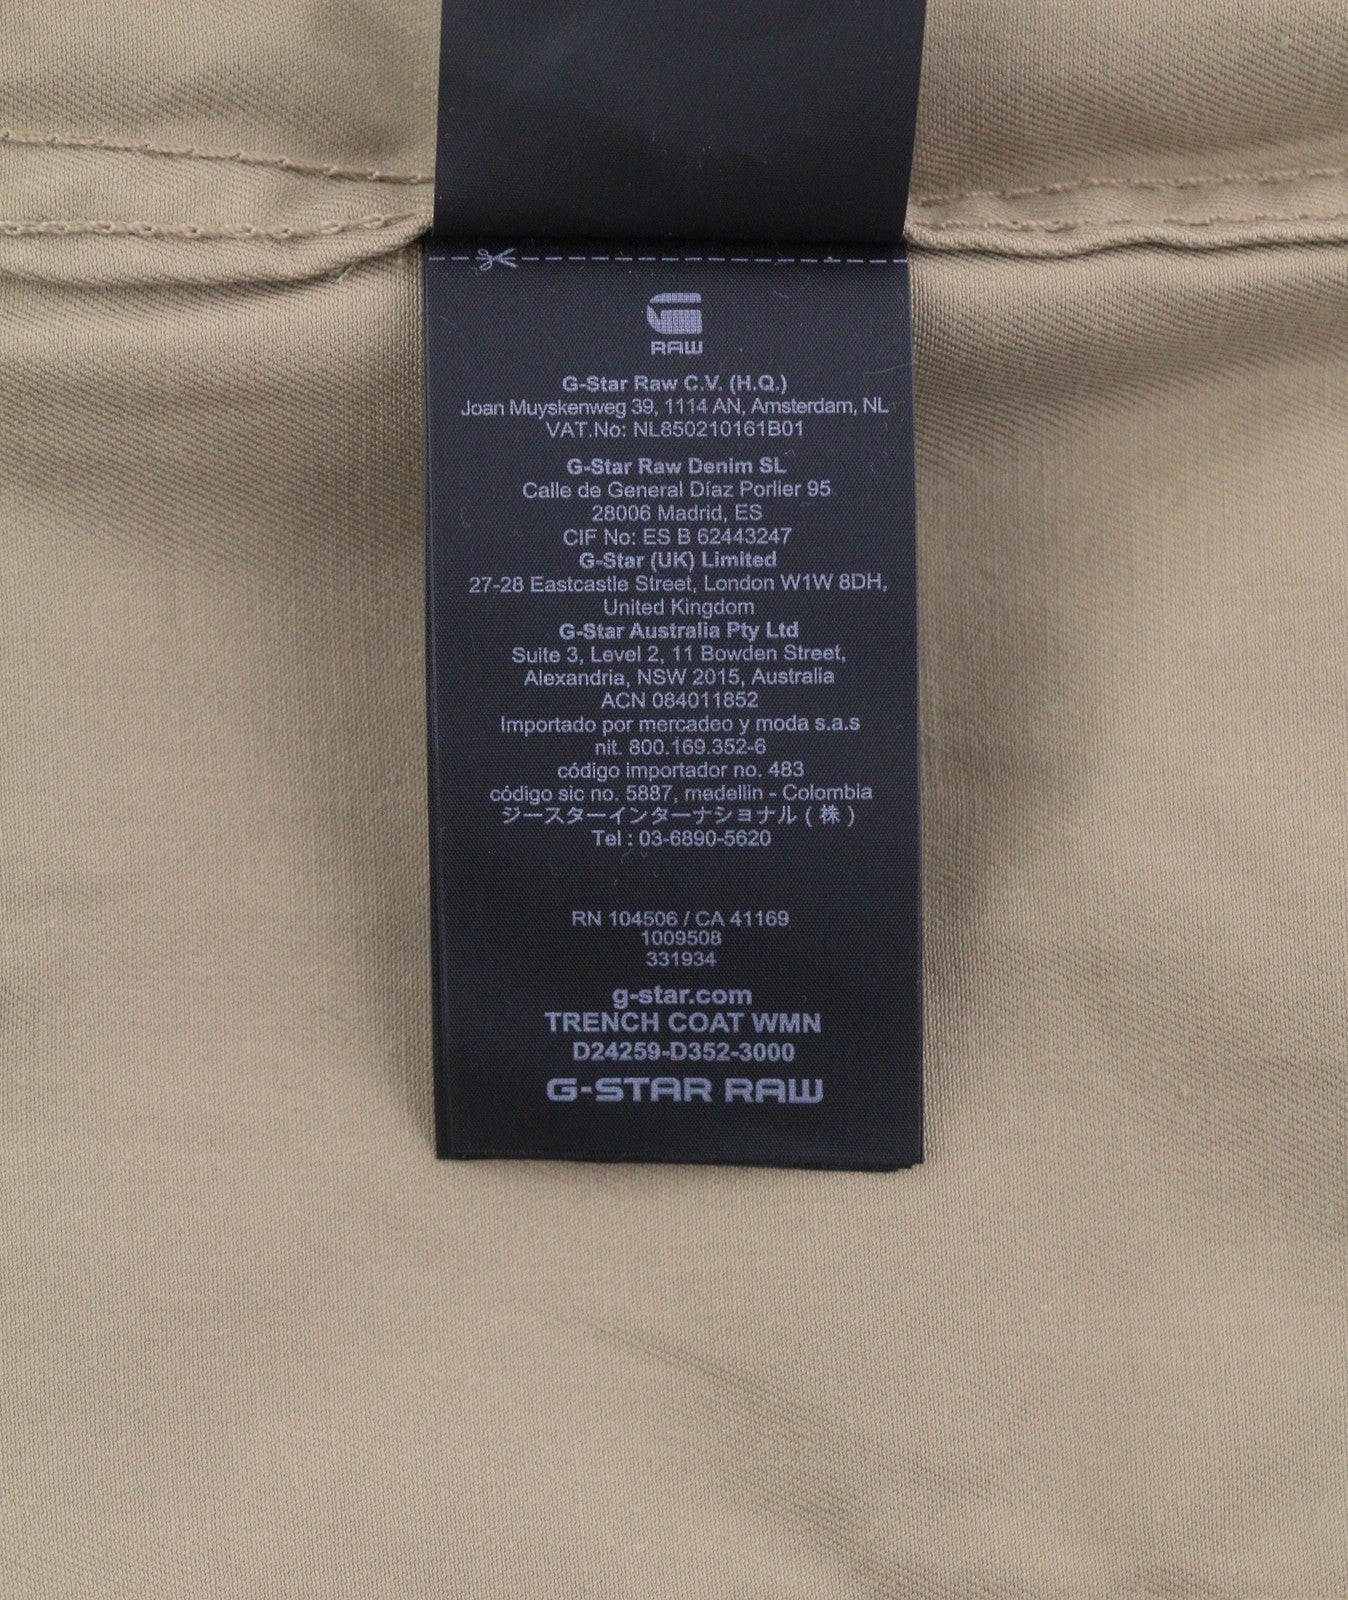 RAW
G-Star Raw C.V. (H.Q.)
Joan Muyskenweg 39, 1114 AN, Amsterdam, NL
VAT.No: NL850210161B01
G-Star Raw Denim SL
Calle de General Díaz Porlier 95
28006 Madrid, ES
CIF No: ES B 62443247
G-Star (UK) Limited
27-28 Eastcastle Street, London W1W 8DH,
United Kingdom
G-Star Australia Pty Ltd
Suite 3, Level 2, 11 Bowden Street,
Alexandria, NSW 2015, Australia
ACN 084011852
Importado por mercadeo y moda s.a.s
nit. 800.169.352-6
código importador no. 483
código sic no. 5887, medellin - Colombia
ジースターインターナショナル ( 株 )
Tel : 03-6890-5620
RN 104506 / CA 41169
1009508
331934
g-star.com
TRENCH COAT WMN
D24259-D352-3000
G-STAR RAW